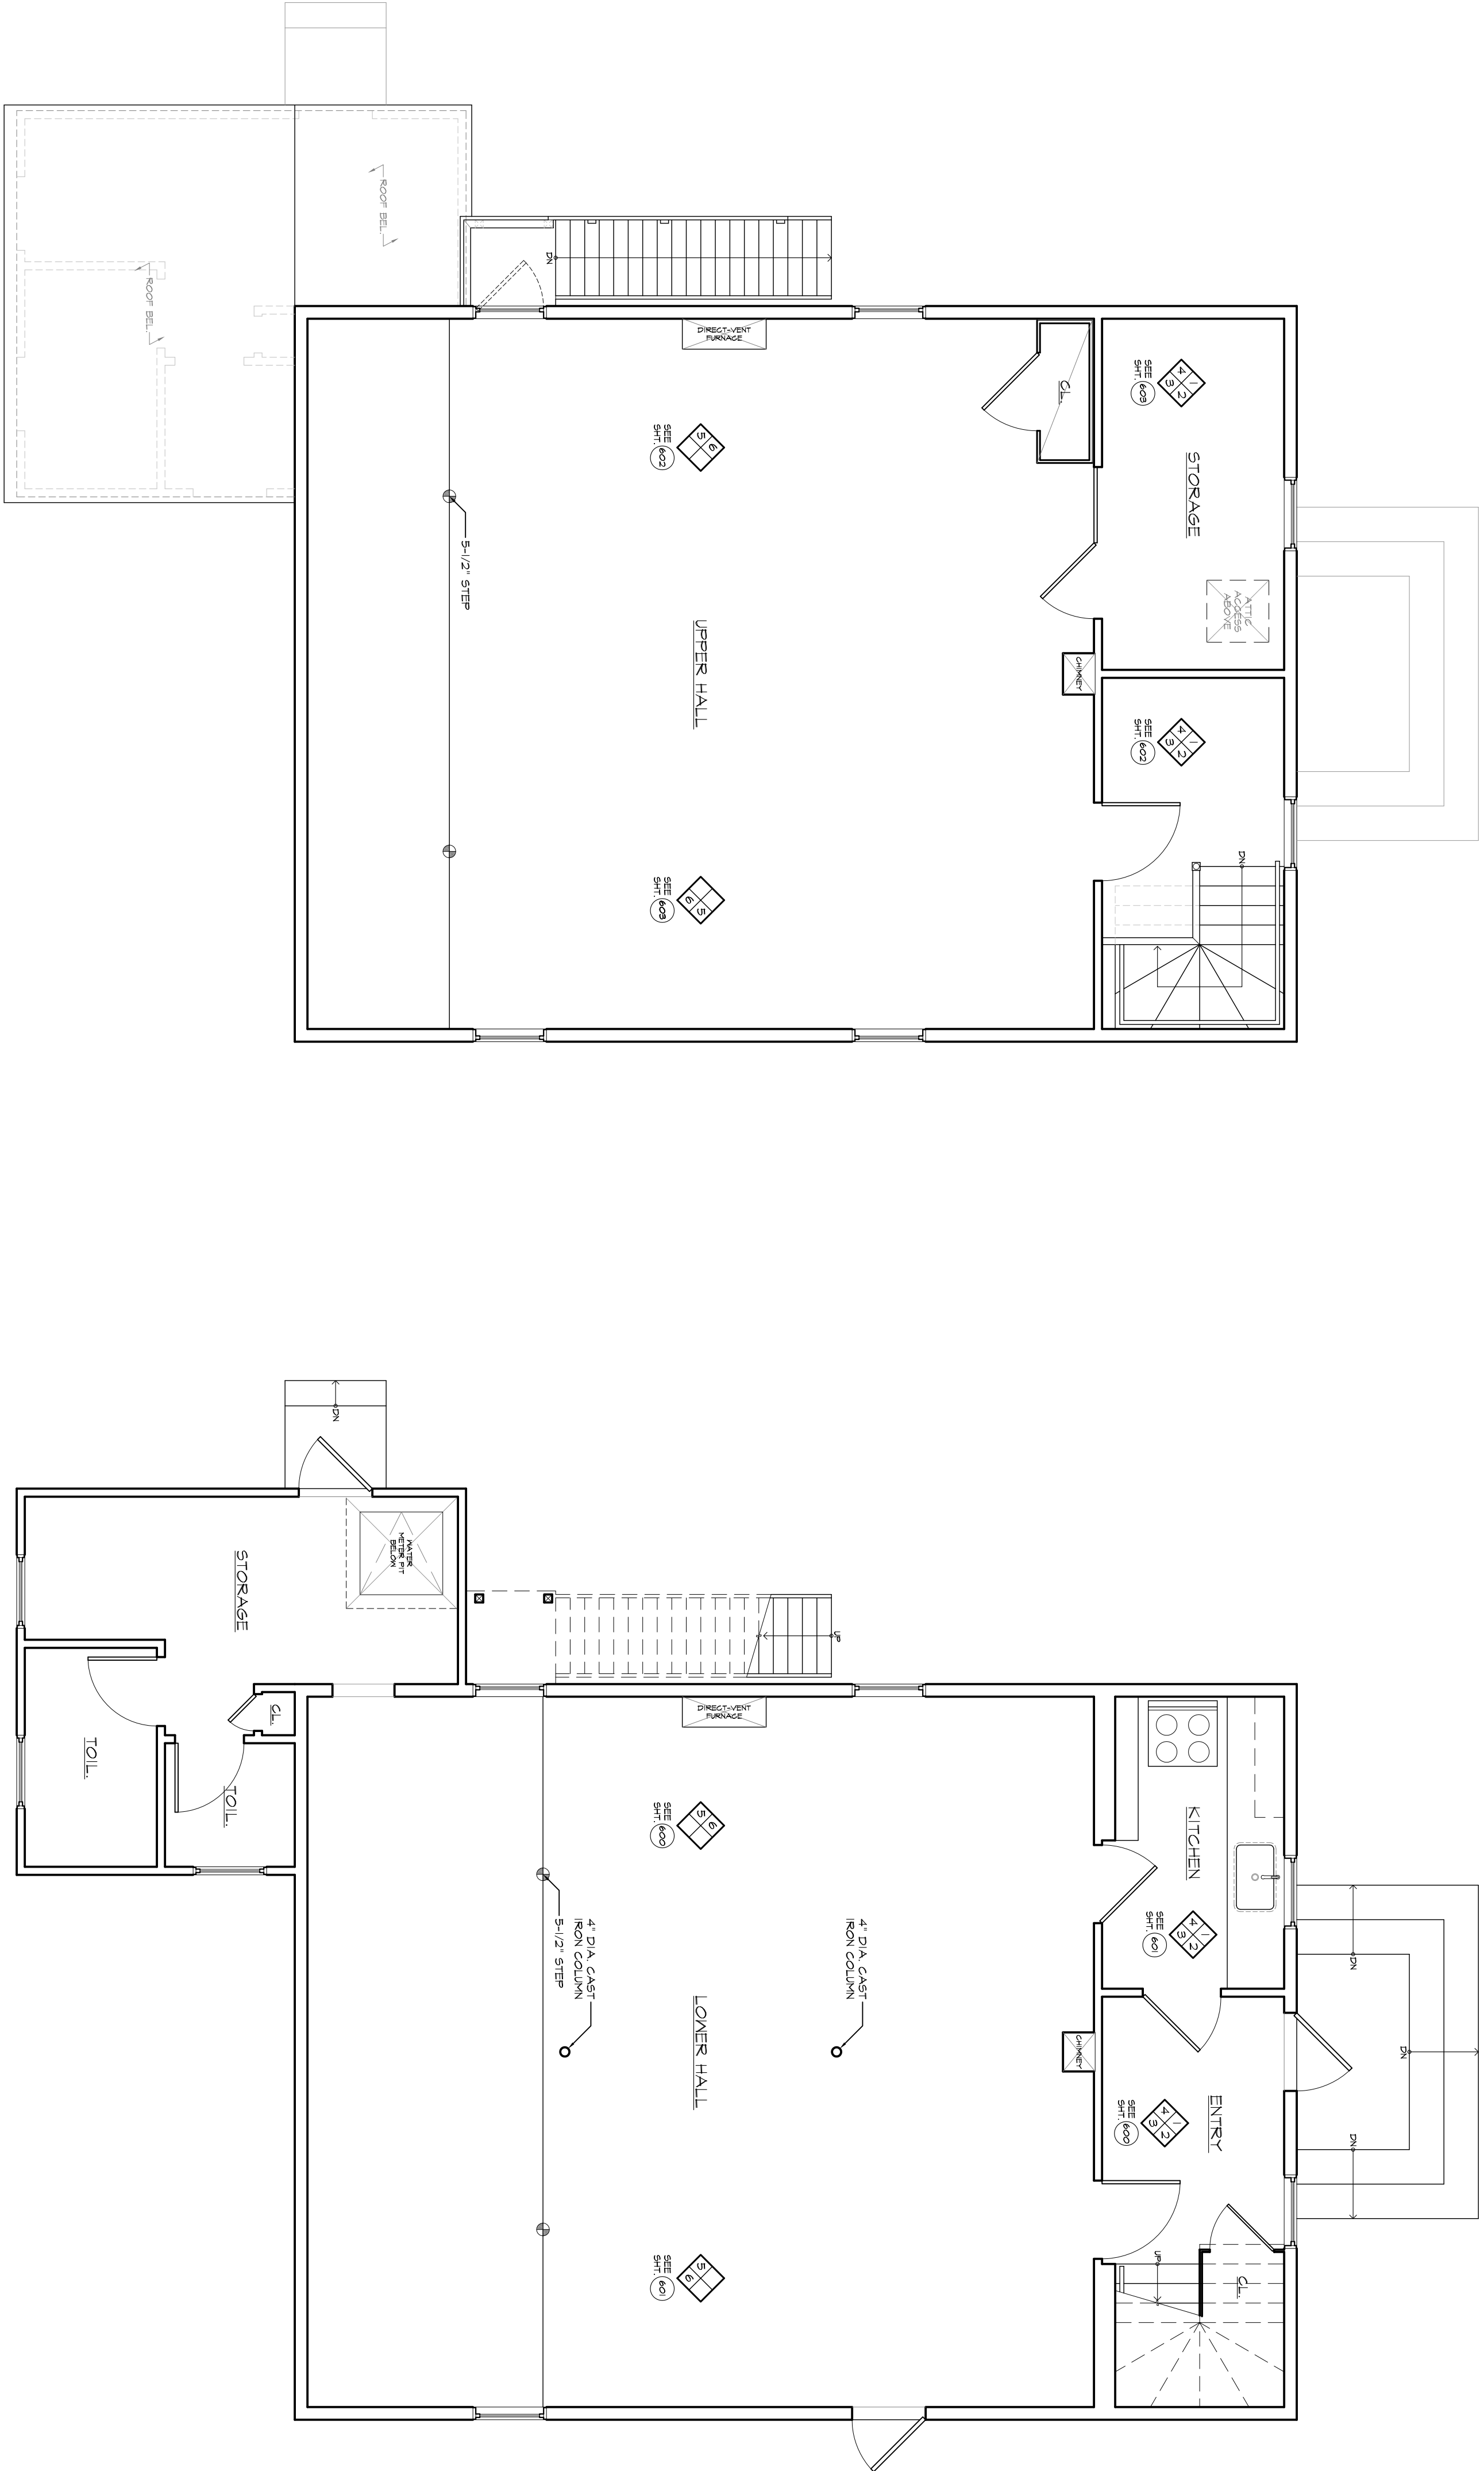 ROOF BEL.
ROOF BEL.
DN
DIRECT-VENT
FURNACE
CL.
1
2
3
4
SEE
SHT. 603
STORAGE
ATTIC
ACCESS
ABOVE
5
6
SEE
SHT. 602
5-1/2" STEP
UPPER HALL
CHIMNEY
1
2
3
4
SEE
SHT. 602
DN
5
6
SEE
SHT. 603
DN
WATER
METER PIT
BELOW
STORAGE
UP
CL.
TOIL.
TOIL.
DIRECT-VENT
FURNACE
KITCHEN
5
6
SEE
SHT. 600
1
2
3
4
SEE
SHT. 601
5-1/2" STEP
4" DIA. CAST
IRON COLUMN
4" DIA. CAST
IRON COLUMN
LOWER HALL
CHIMNEY
DN
DN
DN
ENTRY
1
2
3
4
SEE
SHT. 600
UP
CL.
5
6
SEE
SHT. 601